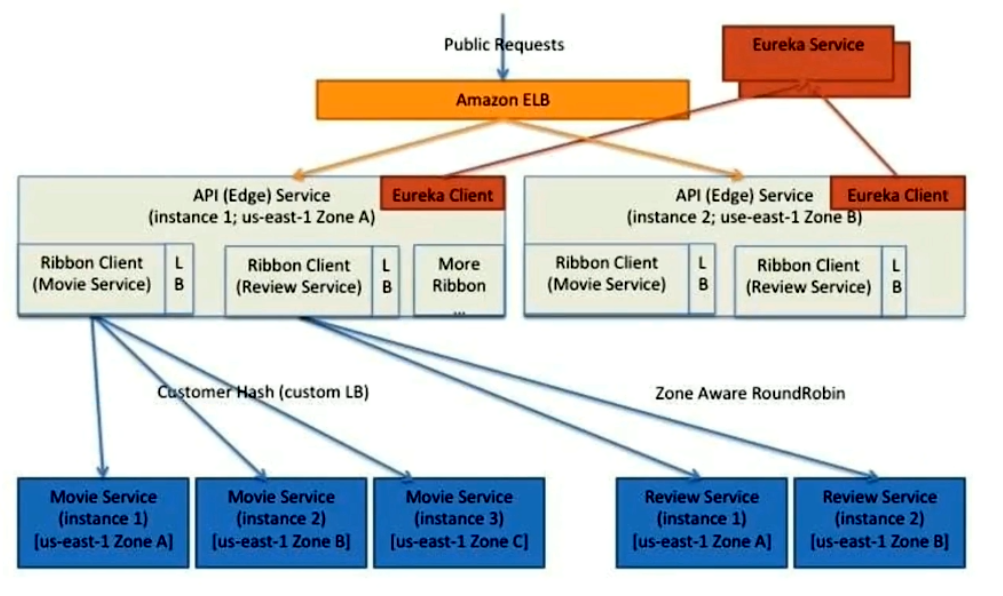 Public Requests
Eureka Service
Amazon ELB
API (Edge) Service
(instance 1; us-east-1 Zone A)
Eureka Client
Ribbon Client
(Movie Service)
L
B
Ribbon Client
(Review Service)
L
B
More
Ribbon
...
API (Edge) Service
(instance 2; use-east-1 Zone B)
Eureka Client
Ribbon Client
(Movie Service)
L
B
Ribbon Client
(Review Service)
L
B
Customer Hash (custom LB)
Zone Aware RoundRobin
Movie Service
(instance 1)
[us-east-1 Zone A]
Movie Service
(instance 2)
[us-east-1 Zone B]
Movie Service
(instance 3)
[us-east-1 Zone C]
Review Service
(instance 1)
[us-east-1 Zone A]
Review Service
(instance 2)
[us-east-1 Zone B]